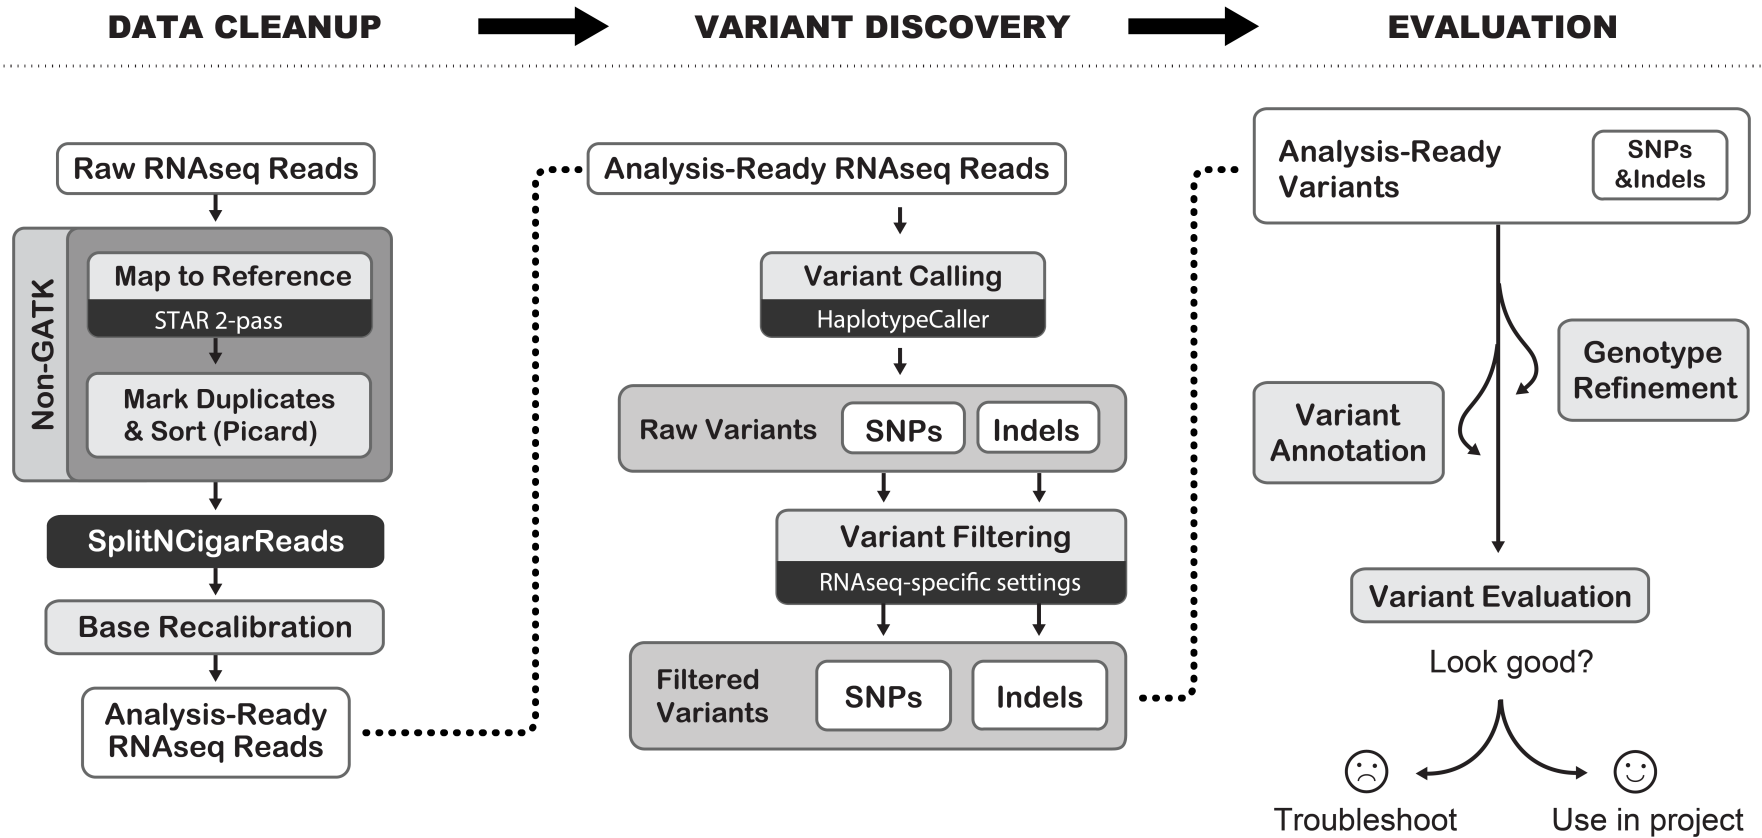 DATA CLEANUP
VARIANT DISCOVERY
EVALUATION
Raw RNAseq Reads
Non-GATK
Map to Reference
STAR 2-pass
Mark Duplicates
& Sort (Picard)
SplitNCigarReads
Base Recalibration
Analysis-Ready
RNAseq Reads
Analysis-Ready RNAseq Reads
Variant Calling
HaplotypeCaller
Raw Variants
SNPs
Indels
Variant Filtering
RNAseq-specific settings
Filtered
Variants
SNPs
Indels
Analysis-Ready
Variants
SNPs
&Indels
Genotype
Refinement
Variant
Annotation
Variant Evaluation
Look good?
Troubleshoot
Use in project